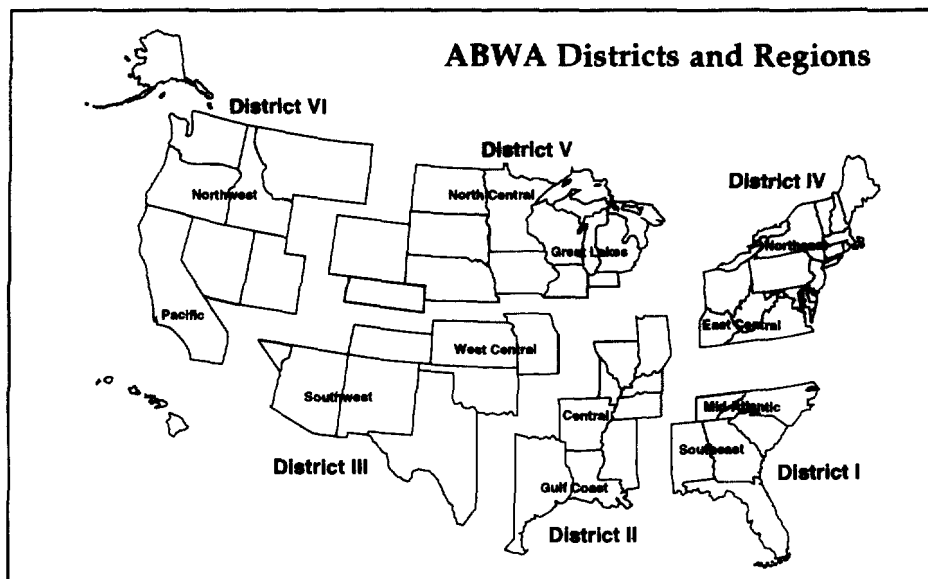 ABWA Districts and Regions
District VI
District V
District IV
Northwest
North Central
Northeast
Great Lakes
Pacific
East Central
West Central
Southwest
Central
Mid-Atlantic
Southeast
District III
District I
Gulf Coast
District II